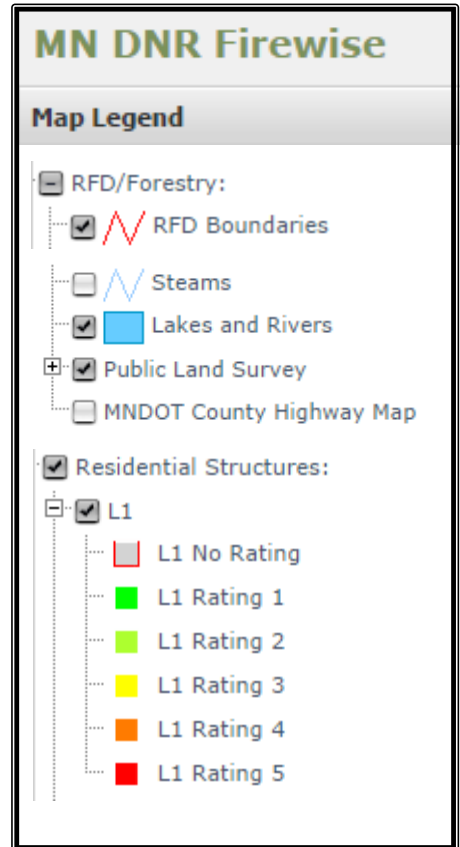 MN DNR Firewise
Map Legend
RFD/Forestry:
RFD Boundaries
Steams
Lakes and Rivers
Public Land Survey
MNDOT County Highway Map
Residential Structures:
L1
L1 No Rating
L1 Rating 1
L1 Rating 2
L1 Rating 3
L1 Rating 4
L1 Rating 5